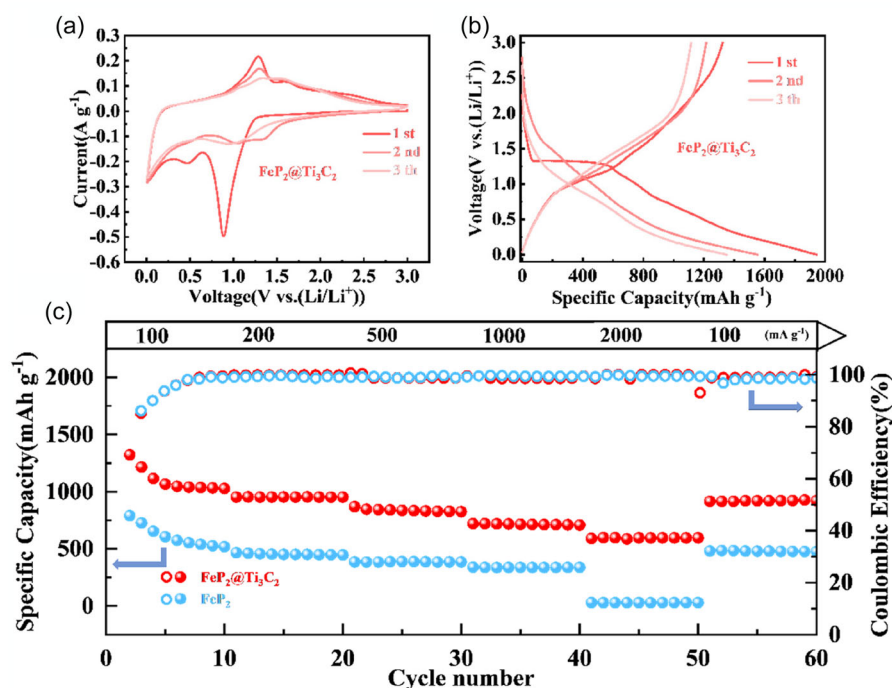 (a)
0.3
0.2
0.1
0.0
-0.1
-0.2
-0.3
-0.4
-0.5
-0.6
Current(A g⁻¹)
1 st
2 nd
3 th
FeP₂@Ti₃C₂
0.0 0.5 1.0 1.5 2.0 2.5 3.0
Voltage(V vs.(Li/Li⁺))
(b)
3.0
2.5
2.0
1.5
1.0
0.5
0.0
Voltage(V vs.(Li/Li⁺))
1 st
2 nd
3 th
FeP₂@Ti₃C₂
0 400 800 1200 1600 2000
Specific Capacity(mAh g⁻¹)
(c)
100 200 500 1000 2000 100 (mA g⁻¹)
2000
1750
1500
1250
1000
750
500
250
0
Specific Capacity(mAh g⁻¹)
FeP₂@Ti₃C₂
FeP₂
100
80
60
40
20
0
Coulombic Efficiency(%)
0 10 20 30 40 50 60
Cycle number